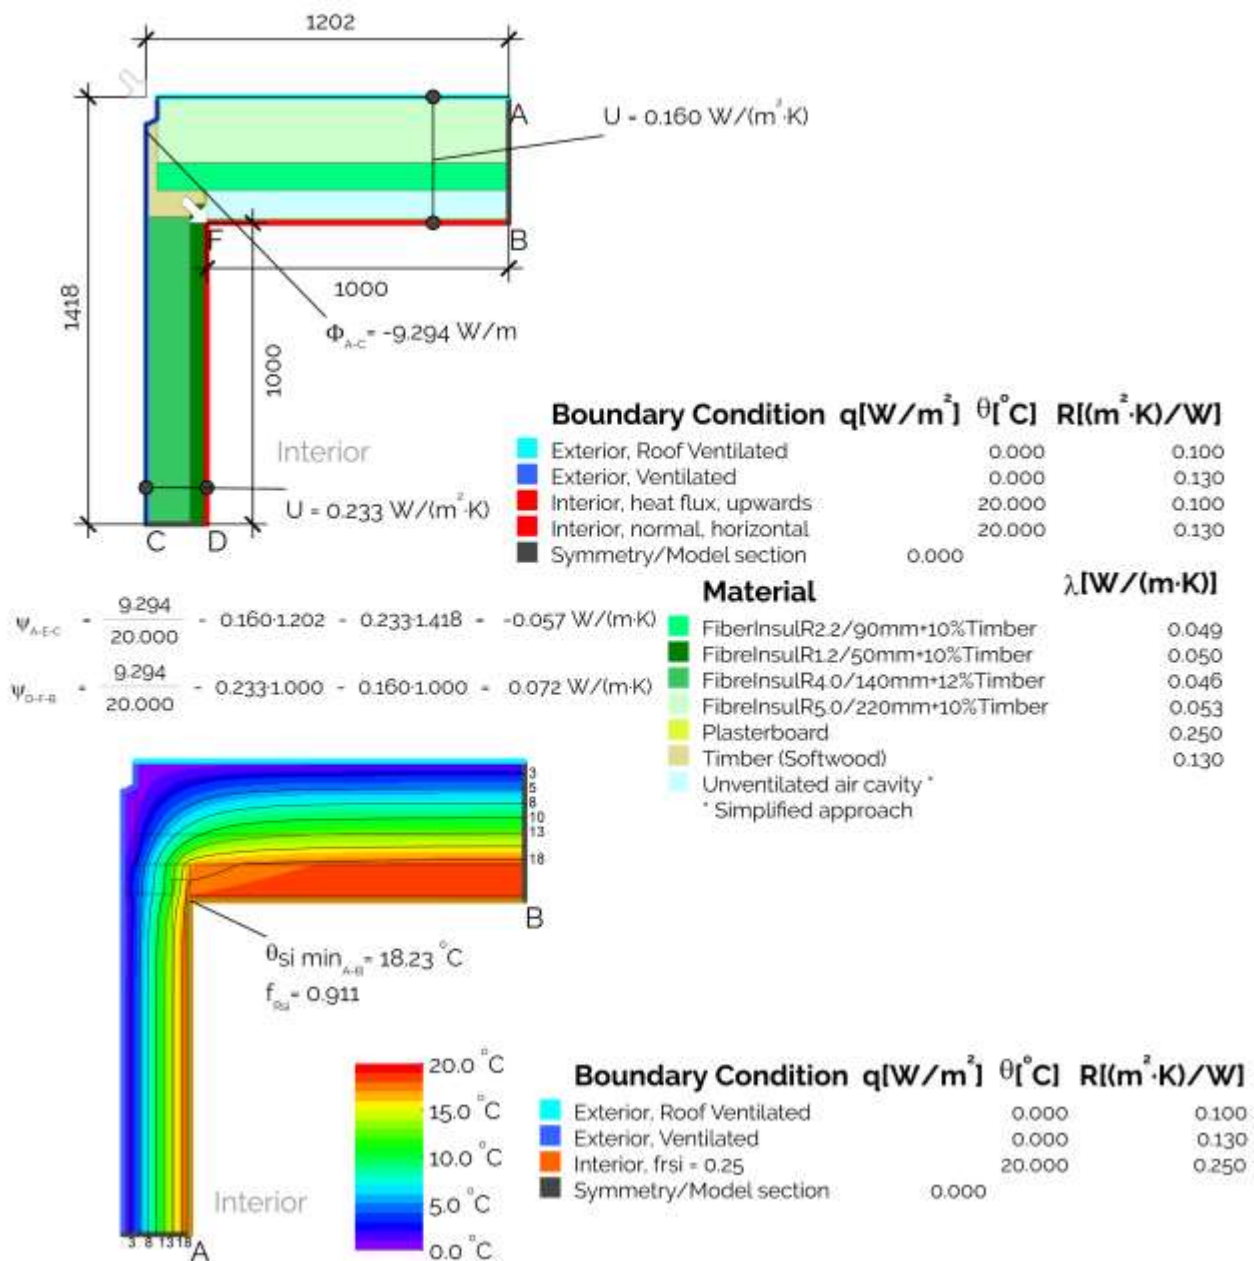 1202
A
U = 0.160 W/(m²·K)
F
B
1000
1418
Φ_A-C = -9.294 W/m
1000
Interior
U = 0.233 W/(m²·K)
C D
Boundary Condition q[W/m²] θ[°C] R[(m²·K)/W]
Exterior, Roof Ventilated 0.000 0.100
Exterior, Ventilated 0.000 0.130
Interior, heat flux, upwards 20.000 0.100
Interior, normal, horizontal 20.000 0.130
Symmetry/Model section 0.000
Material λ[W/(m·K)]
FiberInsulR2.2/90mm+10%Timber 0.049
FibreInsulR1.2/50mm+10%Timber 0.050
FibreInsulR4.0/140mm+12%Timber 0.046
FibreInsulR5.0/220mm+10%Timber 0.053
Plasterboard 0.250
Timber (Softwood) 0.130
Unventilated air cavity *
* Simplified approach
ψ_A-E-C = 9.294/20.000 - 0.160·1.202 - 0.233·1.418 = -0.057 W/(m·K)
ψ_D-F-B = 9.294/20.000 - 0.233·1.000 - 0.160·1.000 = 0.072 W/(m·K)
3
5
8
10
13
18
B
θsi min_A-B = 18.23 °C
f_Rsi = 0.911
20.0 °C
15.0 °C
10.0 °C
5.0 °C
0.0 °C
Interior
3 8 13 18 A
Boundary Condition q[W/m²] θ[°C] R[(m²·K)/W]
Exterior, Roof Ventilated 0.000 0.100
Exterior, Ventilated 0.000 0.130
Interior, frsi = 0.25 20.000 0.250
Symmetry/Model section 0.000